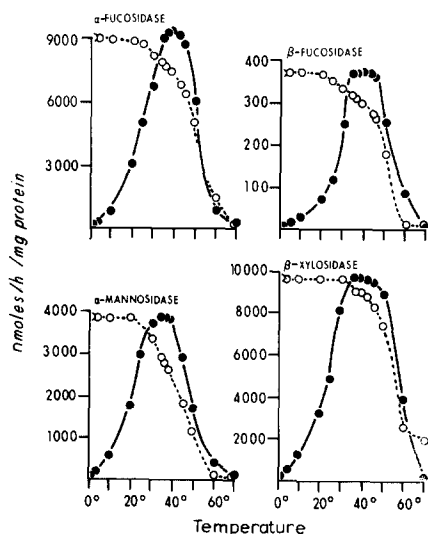 α-FUCOSIDASE
9000
6000
3000
β-FUCOSIDASE
400
300
200
100
nmoles/h/mg protein
α-MANNOSIDASE
4000
3000
2000
1000
0° 20° 40° 60°
β-XYLOSIDASE
10000
8000
6000
4000
2000
0° 20° 40° 60°
Temperature